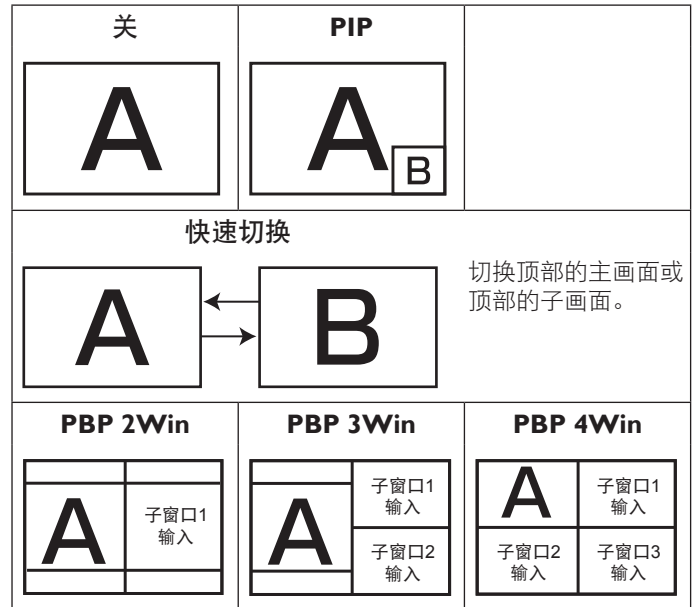 关
PIP
A
A
B
快速切换
A
B
切换顶部的主画面或
顶部的子画面。
PBP 2Win
PBP 3Win
PBP 4Win
A
子窗口1
输入
A
子窗口1
输入
子窗口2
输入
A
子窗口1
输入
子窗口2
输入
子窗口3
输入